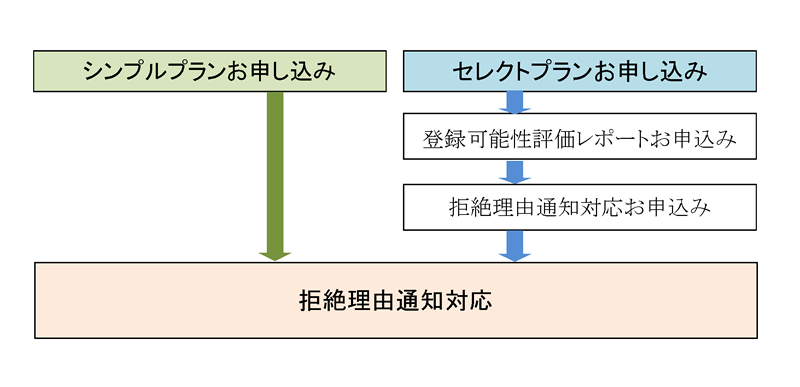 シンプルプランお申し込み
セレクトプランお申し込み
登録可能性評価レポートお申込み
拒絶理由通知対応お申込み
拒絶理由通知対応